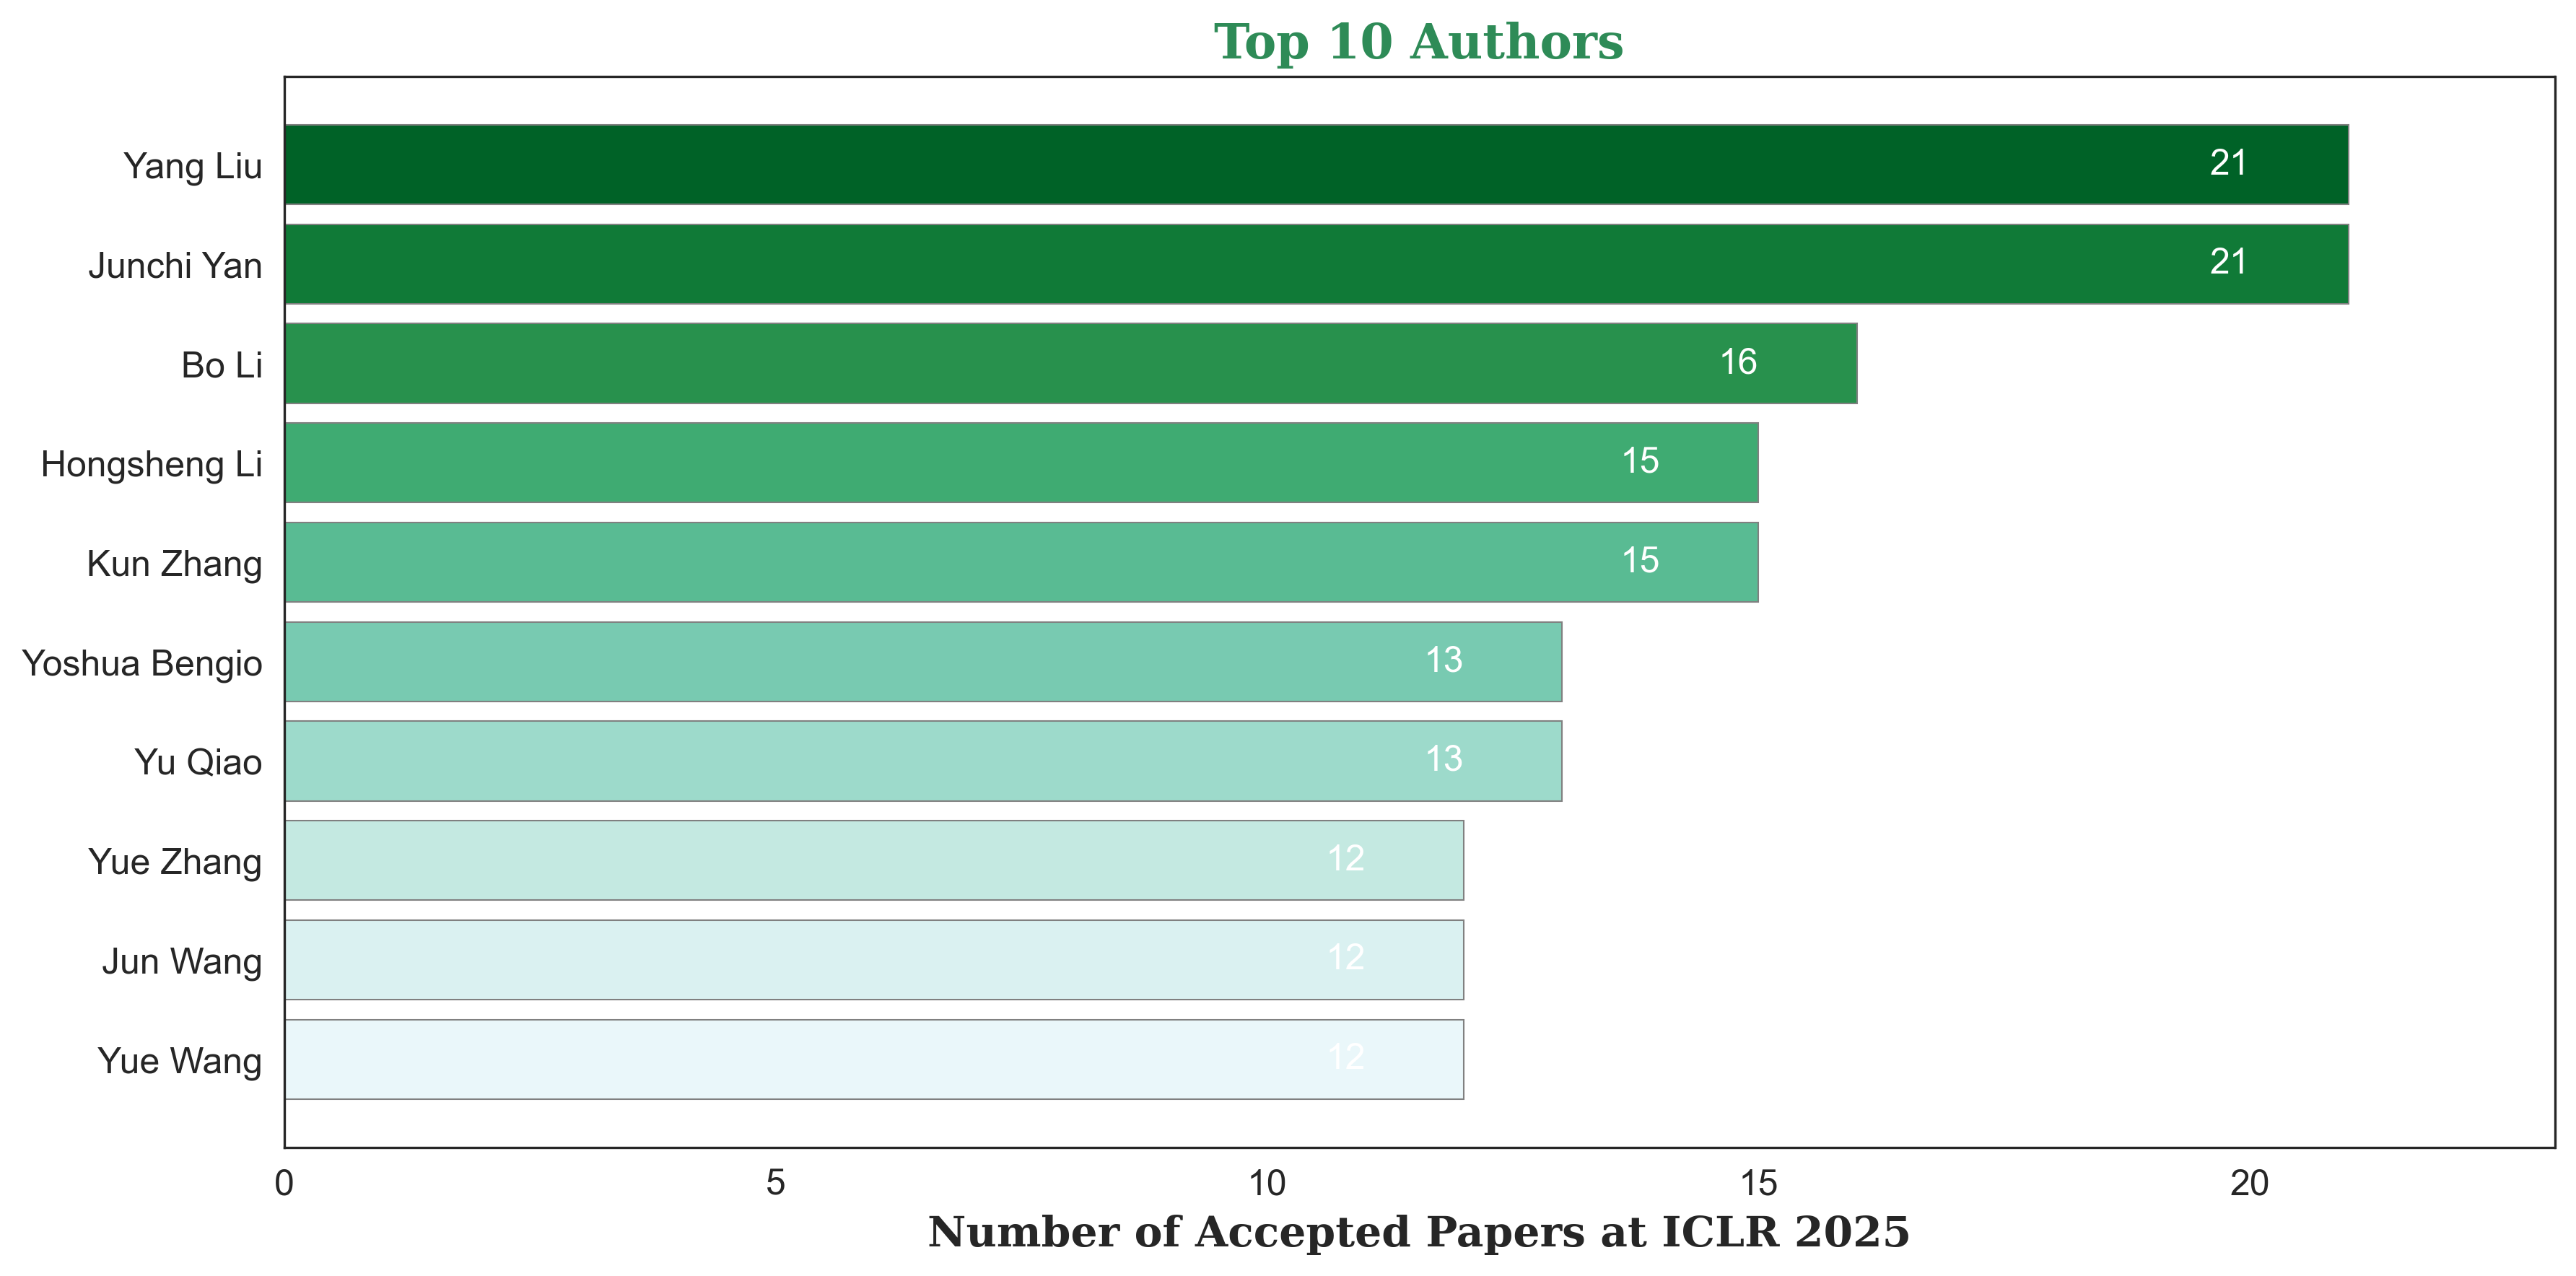 Top 10 Authors
Yang Liu 21
Junchi Yan 21
Bo Li 16
Hongsheng Li 15
Kun Zhang 15
Yoshua Bengio 13
Yu Qiao 13
Yue Zhang 12
Jun Wang 12
Yue Wang 12
0 5 10 15 20
Number of Accepted Papers at ICLR 2025